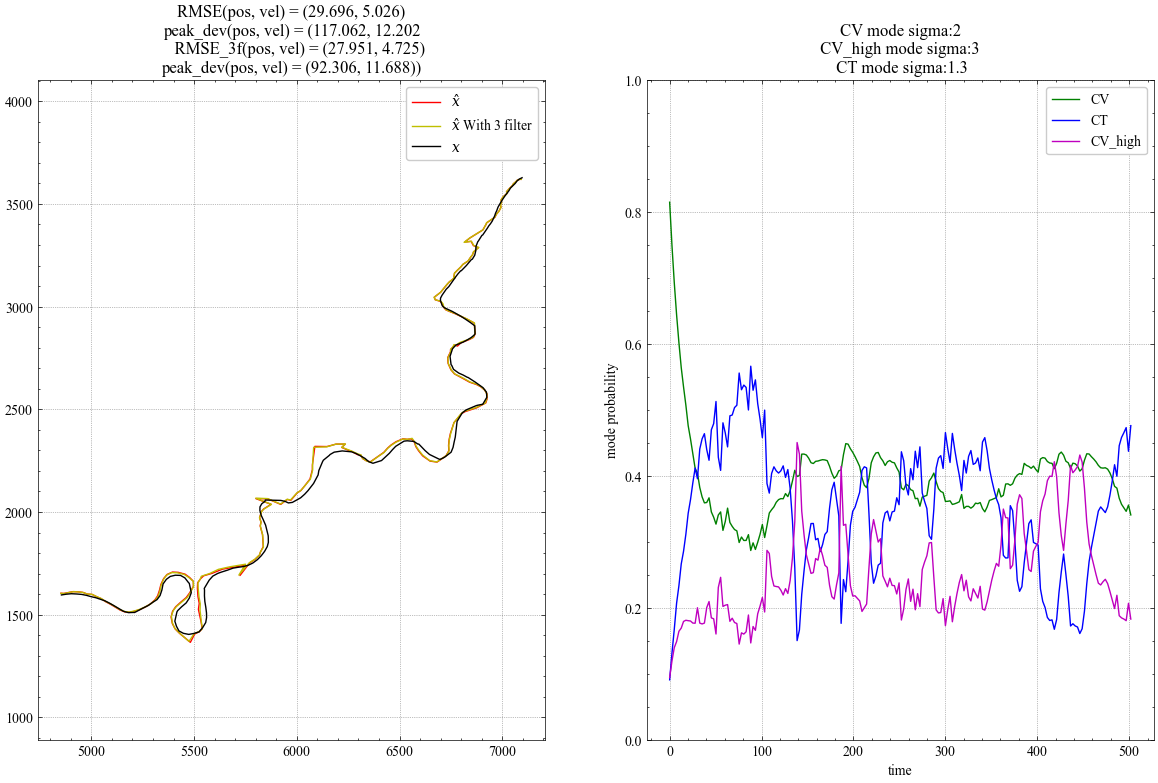 RMSE(pos, vel) = (29.696, 5.026)
peak_dev(pos, vel) = (117.062, 12.202
RMSE_3f(pos, vel) = (27.951, 4.725)
peak_dev(pos, vel) = (92.306, 11.688))
x̂
x̂ With 3 filter
x
4000
3500
3000
2500
2000
1500
1000
5000
5500
6000
6500
7000
CV mode sigma:2
CV_high mode sigma:3
CT mode sigma:1.3
CV
CT
CV_high
1.0
0.8
0.6
0.4
0.2
0.0
mode probability
0
100
200
300
400
500
time